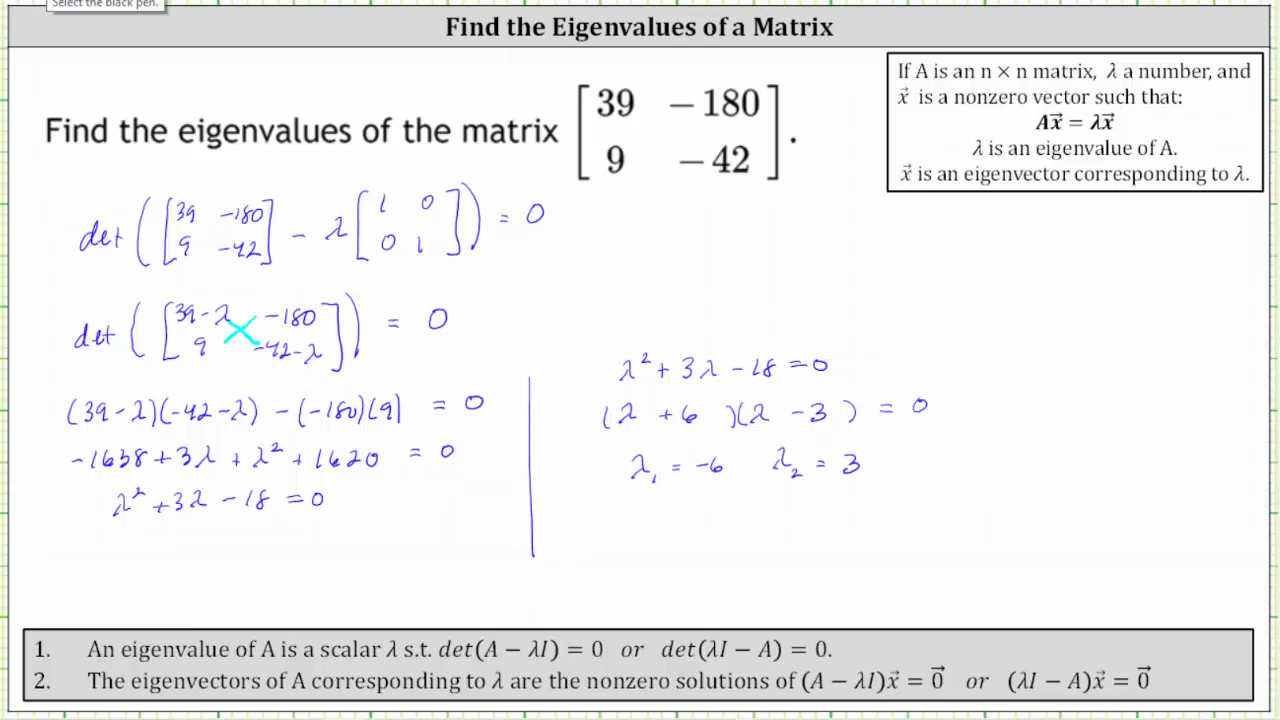 Select the black pen.
Find the Eigenvalues of a Matrix
If A is an n × n matrix, λ a number, and
x⃗ is a nonzero vector such that:
Ax⃗ = λx⃗
λ is an eigenvalue of A.
x⃗ is an eigenvector corresponding to λ.
Find the eigenvalues of the matrix [39 −180
9 −42].
det ([39 -180
9 -42] - λ [1 0
0 1]) = 0
det ([39-λ -180
9 -42-λ]) = 0
(39-λ)(-42-λ) - (-180)(9) = 0
-1638 + 3λ + λ² + 1620 = 0
λ² + 3λ - 18 = 0
λ² + 3λ - 18 = 0
(λ + 6)(λ - 3) = 0
λ₁ = -6 λ₂ = 3
1. An eigenvalue of A is a scalar λ s.t. det(A − λI) = 0 or det(λI − A) = 0.
2. The eigenvectors of A corresponding to λ are the nonzero solutions of (A − λI)x⃗ = 0⃗ or (λI − A)x⃗ = 0⃗